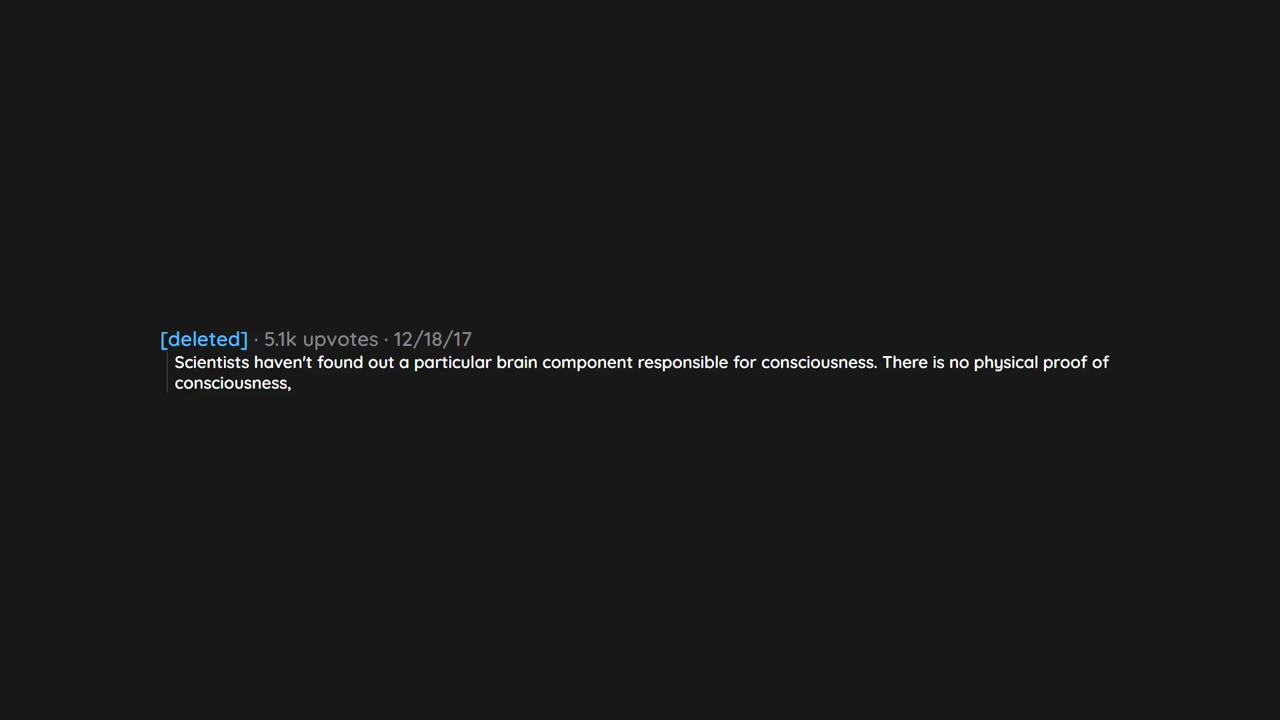 [deleted] · 5.1k upvotes · 12/18/17
Scientists haven't found out a particular brain component responsible for consciousness. There is no physical proof of
consciousness,